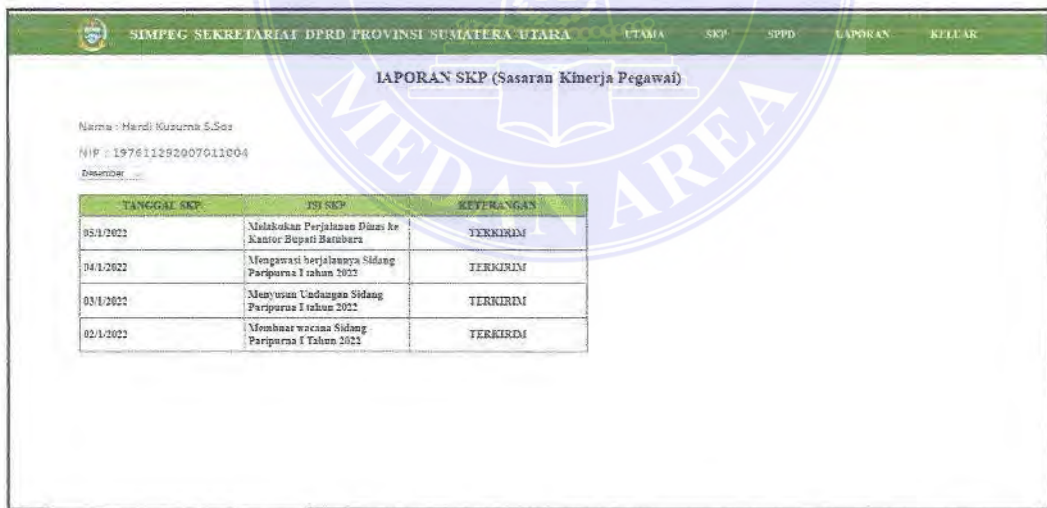 SIMPEG SEKRETARIAT DPRD PROVINSI SUMATERA UTARA UTAMA SKP SPPD LAPORAN KELUAR
LAPORAN SKP (Sasaran Kinerja Pegawai)
MEDAN AREA
Nama : Hardi Kusuma S.Sos
NIP : 197611292007011004
Desember
TANGGAL SKP ISI SKP KETERANGAN
05/1/2022 Melakukan Perjalanan Dinas ke
Kantor Bupati Batubara TERKIRIM
04/1/2022 Mengawasi berjalannya Sidang
Paripurna I tahun 2022 TERKIRIM
03/1/2022 Menyusun Undangan Sidang
Paripurna I tahun 2022 TERKIRIM
02/1/2022 Membuat wacana Sidang
Paripurna I Tahun 2022 TERKIRIM